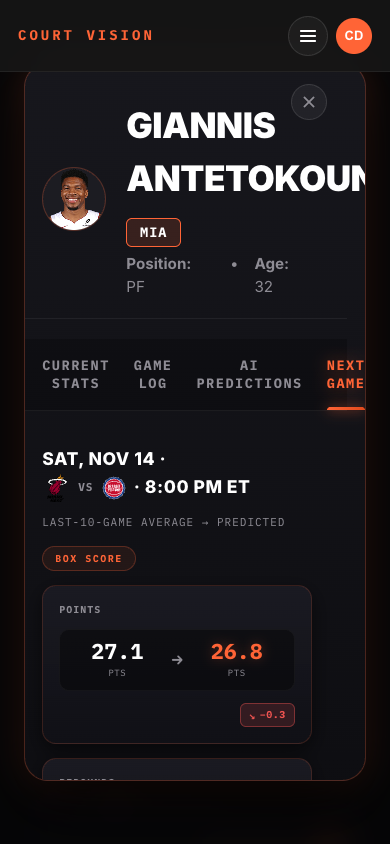 COURT VISION
CD
GIANNIS
ANTETOKOUN
MIA
Position: • Age:
PF 32
CURRENT STATS
GAME LOG
AI PREDICTIONS
NEXT GAME
SAT, NOV 14 ·
VS · 8:00 PM ET
LAST-10-GAME AVERAGE → PREDICTED
BOX SCORE
POINTS
27.1 → 26.8
PTS PTS
↘ −0.3